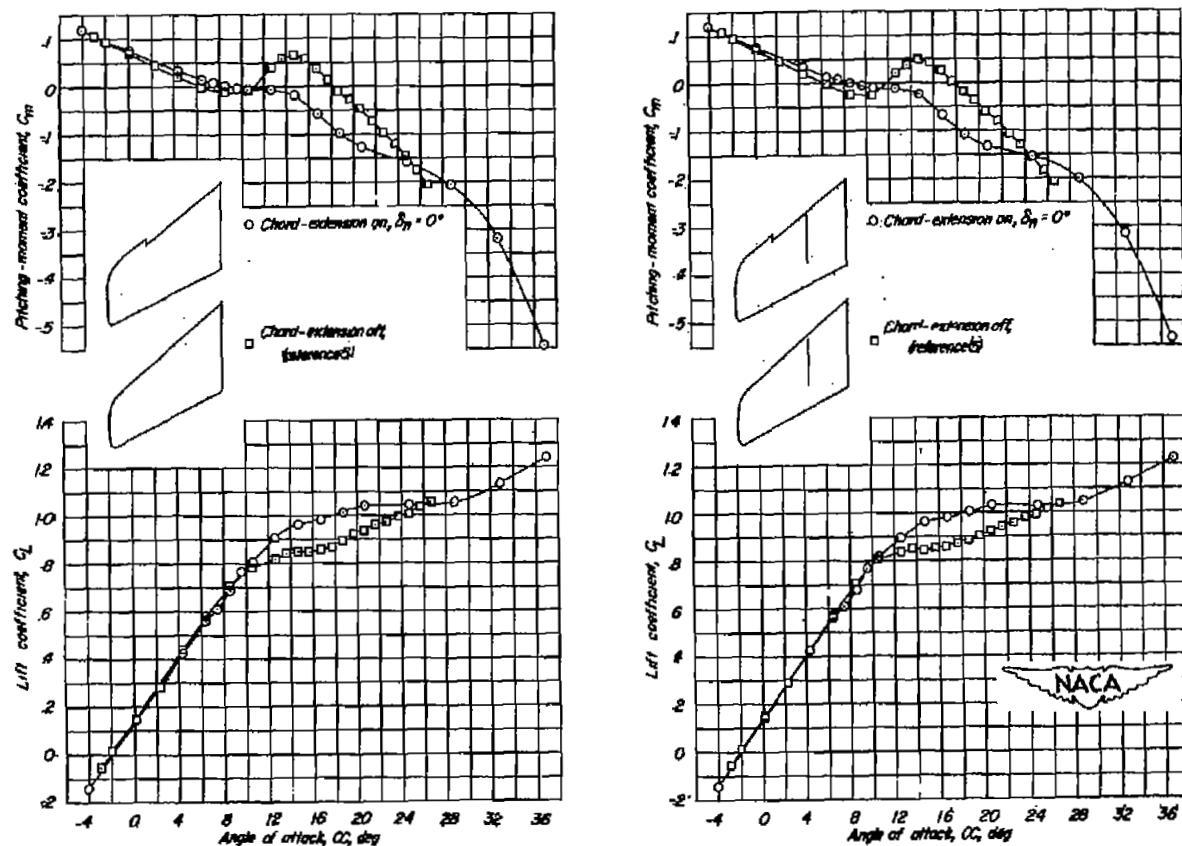 Pitching-moment coefficient, Cm
.1
0
-.1
-.2
-.3
-.4
-.5
Chord-extension on, δn = 0°
Chord-extension off,
(reference 5)
Lift coefficient, CL
1.4
1.2
1.0
.8
.6
.4
.2
0
-.2
-4 0 4 8 12 16 20 24 28 32 36
Angle of attack, α, deg
Pitching-moment coefficient, Cm
.1
0
-.1
-.2
-.3
-.4
-.5
Chord-extension on, δn = 0°
Chord-extension off,
(reference 5)
Lift coefficient, CL
1.4
1.2
1.0
.8
.6
.4
.2
0
-.2
-4 0 4 8 12 16 20 24 28 32 36
Angle of attack, α, deg
NACA